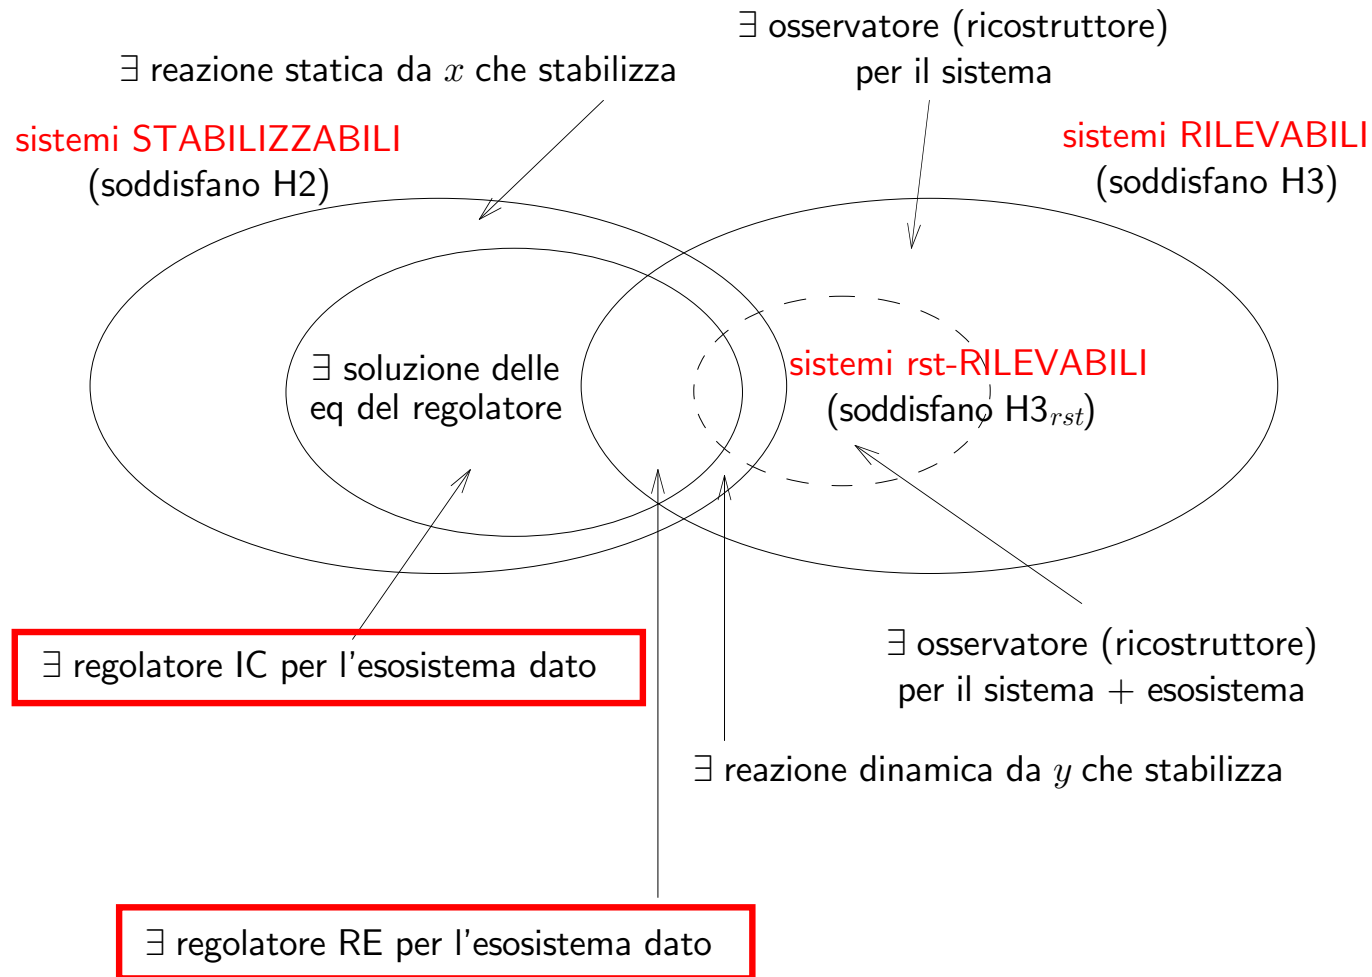 ∃ osservatore (ricostruttore)
per il sistema
∃ reazione statica da x che stabilizza
sistemi STABILIZZABILI
(soddisfano H2)
sistemi RILEVABILI
(soddisfano H3)
∃ soluzione delle
eq del regolatore
sistemi rst-RILEVABILI
(soddisfano H3rst)
∃ regolatore IC per l'esosistema dato
∃ osservatore (ricostruttore)
per il sistema + esosistema
∃ reazione dinamica da y che stabilizza
∃ regolatore RE per l'esosistema dato